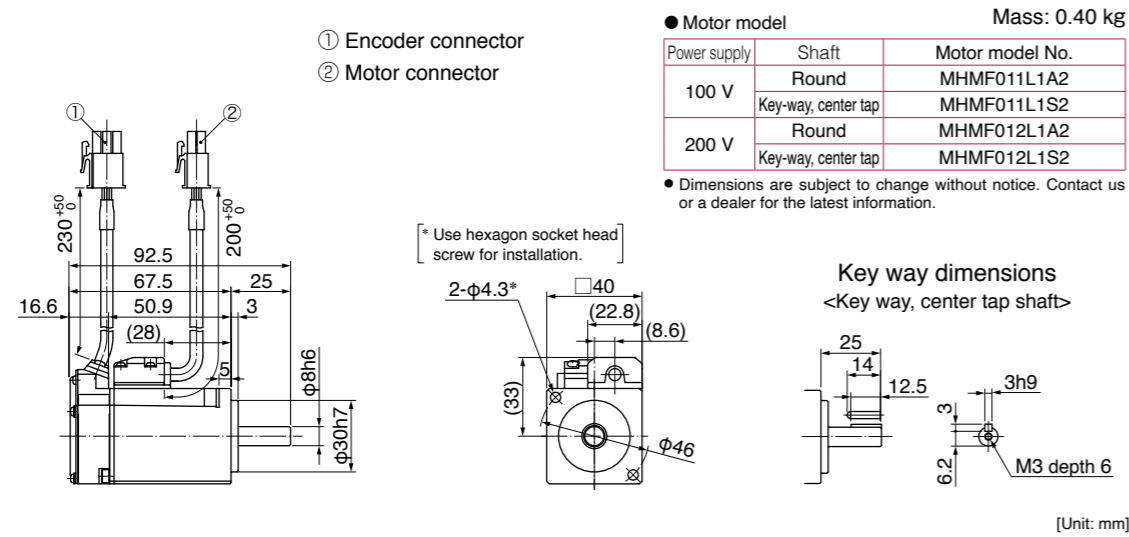 ① Encoder connector
② Motor connector
● Motor model
Mass: 0.40 kg
Power supply Shaft Motor model No.
100 V Round MHMF011L1A2
Key-way, center tap MHMF011L1S2
200 V Round MHMF012L1A2
Key-way, center tap MHMF012L1S2
● Dimensions are subject to change without notice. Contact us
or a dealer for the latest information.
① ②
230 +50 0
200 +50 0
92.5
67.5 25
16.6 50.9 3
(28)
5
φ8h6
φ30h7
* Use hexagon socket head
screw for installation.
2-φ4.3*
□40
(22.8)
(8.6)
(33)
φ46
Key way dimensions
<Key way, center tap shaft>
25
14
12.5
3h9
3
6.2
M3 depth 6
[Unit: mm]